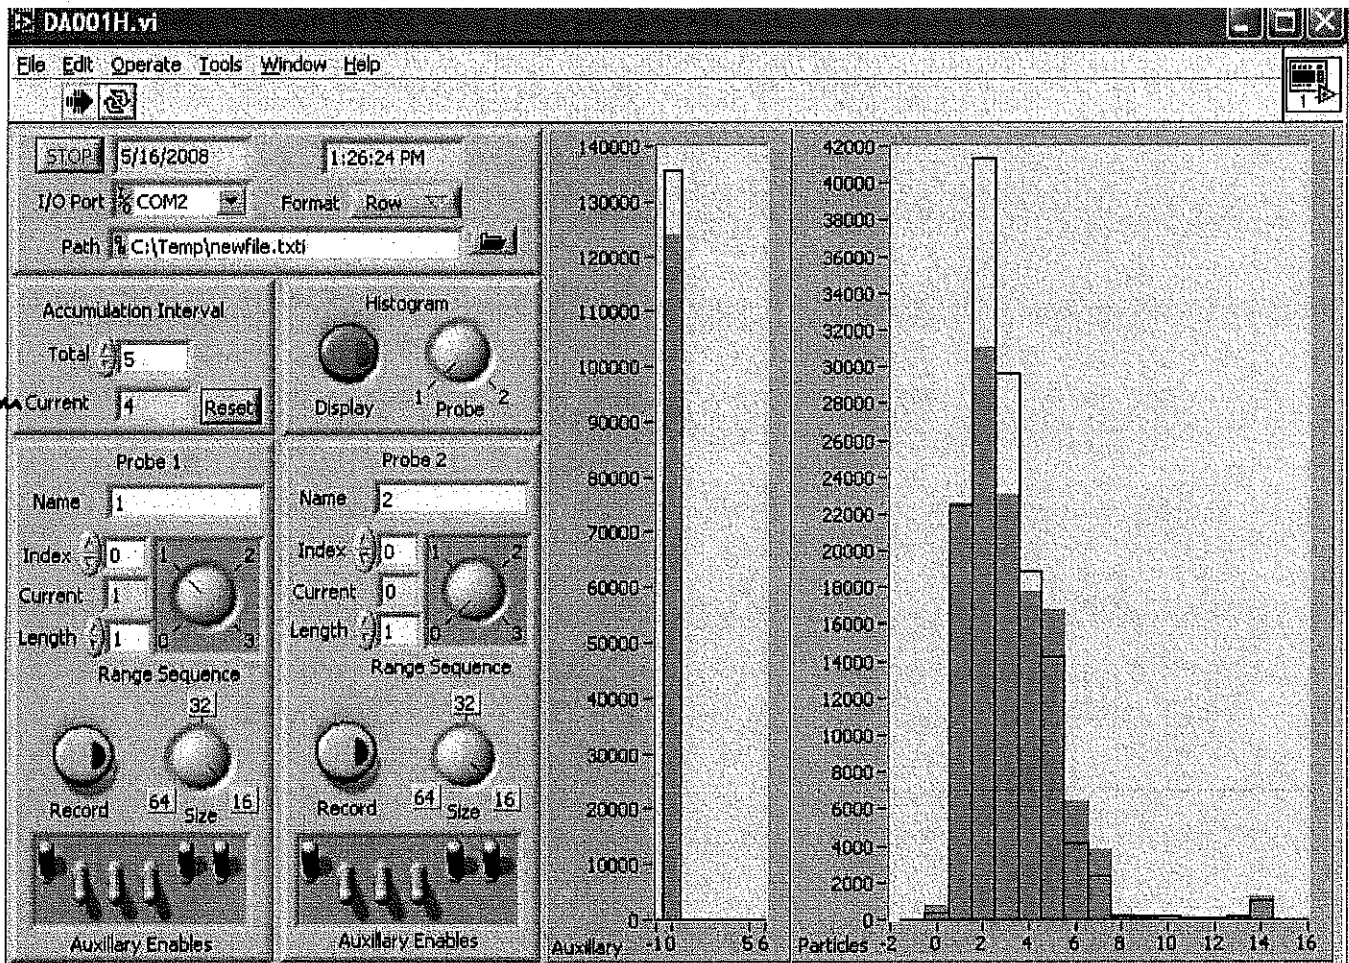 DA001H.vi
File Edit Operate Tools Window Help
1
STOP 5/16/2008 1:26:24 PM
I/O Port COM2 Format Row
Path C:\Temp\newfile.txti
Accumulation Interval
Total 5
Current 4 Reset
Histogram
Display 1 Probe 2
Probe 1
Name 1
Index 0
Current 1
Length 1
0 1 2 3
Range Sequence
32
Record 64 Size 16
Auxillary Enables
Probe 2
Name 2
Index 0
Current 0
Length 1
0 1 2 3
Range Sequence
32
Record 64 Size 16
Auxillary Enables
140000
130000
120000
110000
100000
90000
80000
70000
60000
50000
40000
30000
20000
10000
0
Auxillary -1 0 5 6
42000
40000
38000
36000
34000
32000
30000
28000
26000
24000
22000
20000
18000
16000
14000
12000
10000
8000
6000
4000
2000
0
Particles -2 0 2 4 6 8 10 12 14 16